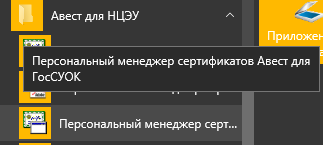 Авест для НЦЭУ
Приложен
Персональный менеджер сертификатов Авест для
ГосСУОК
Персональный менеджер серт...